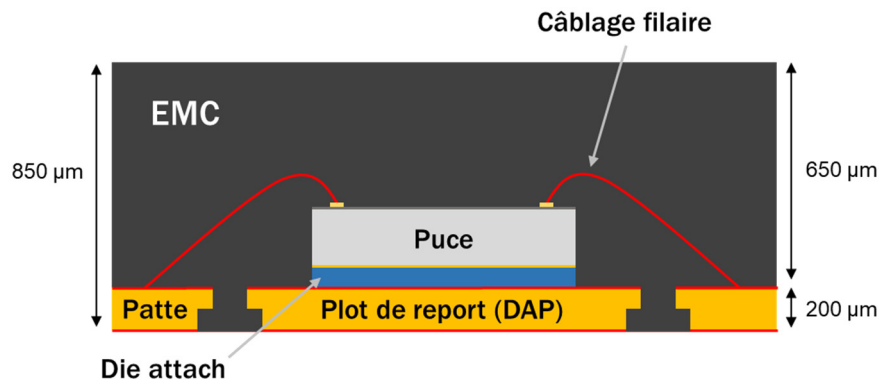 Câblage filaire
EMC
850 µm
650 µm
Puce
Patte
Plot de report (DAP)
200 µm
Die attach